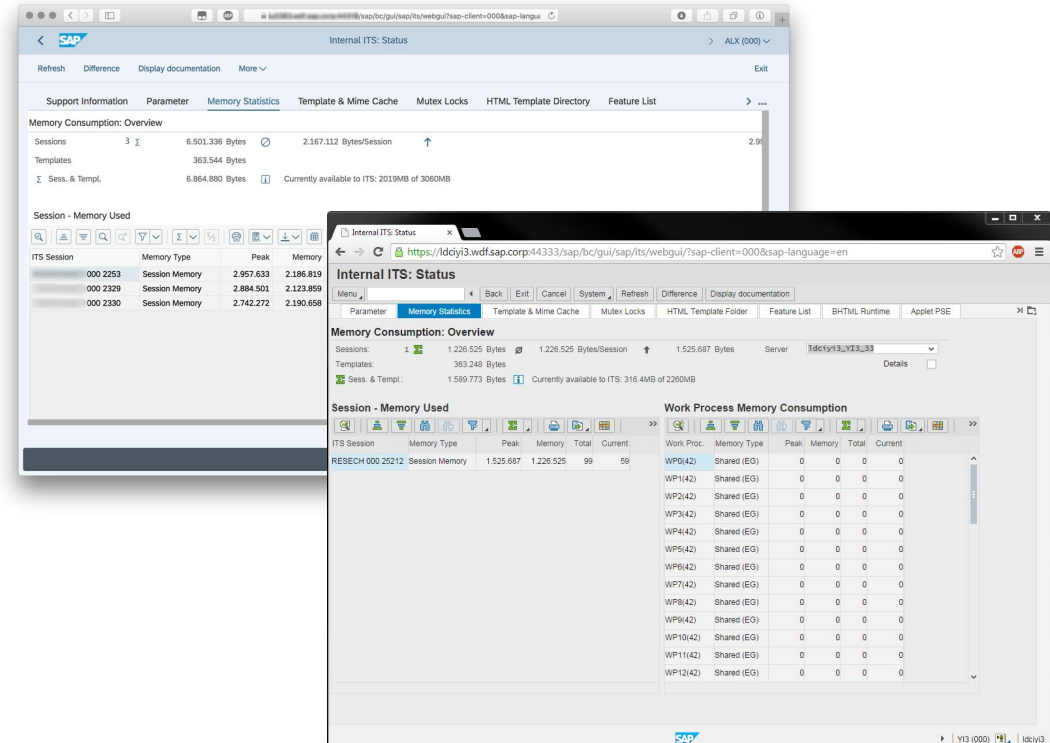 /sap/bc/gui/sap/its/webgui?sap-client=000&sap-langua
SAP
Internal ITS: Status
ALX (000)
Refresh Difference Display documentation More Exit
Support Information Parameter Memory Statistics Template & Mime Cache Mutex Locks HTML Template Directory Feature List
Memory Consumption: Overview
Sessions 3 Σ 6.501.336 Bytes 2.167.112 Bytes/Session
Templates 363.544 Bytes
Σ Sess. & Templ. 6.864.880 Bytes Currently available to ITS: 2019MB of 3060MB
Session - Memory Used
ITS Session Memory Type Peak Memory
000 2253 Session Memory 2.957.633 2.186.819
000 2329 Session Memory 2.884.501 2.123.859
000 2330 Session Memory 2.742.272 2.190.658
Internal ITS: Status
https://ldciyi3.wdf.sap.corp:44333/sap/bc/gui/sap/its/webgui/?sap-client=000&sap-language=en
ABP
Internal ITS: Status
Menu Back Exit Cancel System Refresh Difference Display documentation
Parameter Memory Statistics Template & Mime Cache Mutex Locks HTML Template Folder Feature List BHTML Runtime Applet PSE
Memory Consumption: Overview
Sessions: 1 1.226.525 Bytes 1.226.525 Bytes/Session 1.525.687 Bytes Server ldciyi3_YI3_33
Templates: 363.248 Bytes Details
Sess. & Templ.: 1.589.773 Bytes Currently available to ITS: 316.4MB of 2260MB
Session - Memory Used
ITS Session Memory Type Peak Memory Total Current
RESECH 000 25212 Session Memory 1.525.687 1.226.525 99 59
Work Process Memory Consumption
Work Proc. Memory Type Peak Memory Total Current
WP0(42) Shared (EG) 0 0 0 0
WP1(42) Shared (EG) 0 0 0 0
WP2(42) Shared (EG) 0 0 0 0
WP3(42) Shared (EG) 0 0 0 0
WP4(42) Shared (EG) 0 0 0 0
WP5(42) Shared (EG) 0 0 0 0
WP6(42) Shared (EG) 0 0 0 0
WP7(42) Shared (EG) 0 0 0 0
WP8(42) Shared (EG) 0 0 0 0
WP9(42) Shared (EG) 0 0 0 0
WP10(42) Shared (EG) 0 0 0 0
WP11(42) Shared (EG) 0 0 0 0
WP12(42) Shared (EG) 0 0 0 0
SAP YI3 (000) ldciyi3